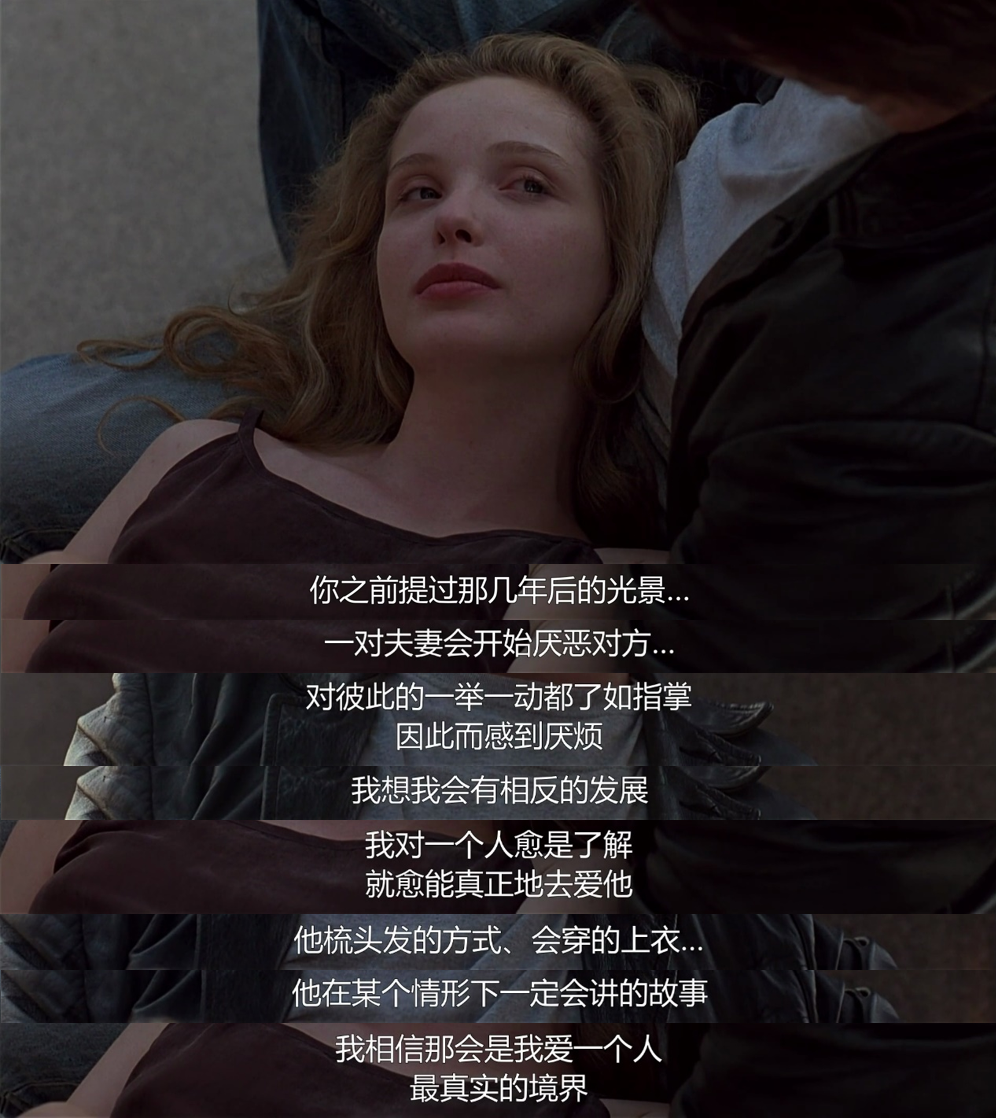 你之前提过那几年后的光景...
一对夫妻会开始厌恶对方...
对彼此的一举一动都了如指掌
因此而感到厌烦
我想我会有相反的发展
我对一个人愈是了解
就愈能真正地去爱他
他梳头发的方式、会穿的上衣...
他在某个情形下一定会讲的故事
我相信那会是我爱一个人
最真实的境界